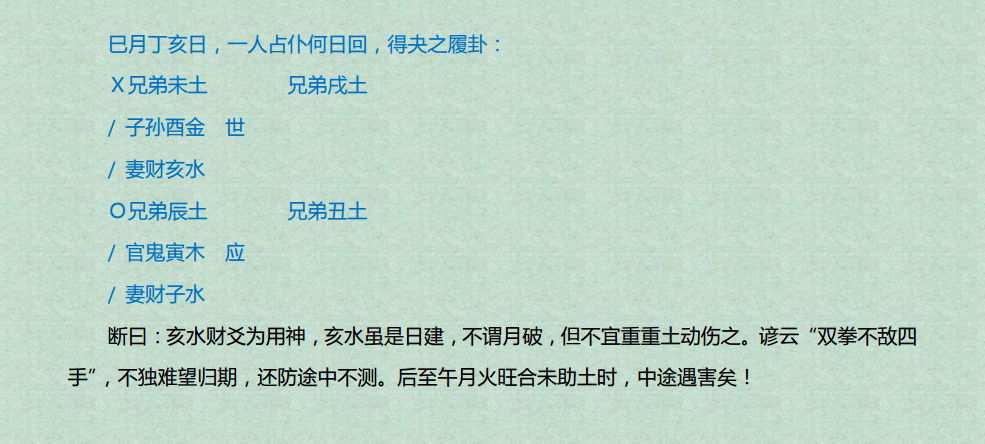 巳月丁亥日，一人占仆何日回，得夬之履卦：
X兄弟未土 兄弟戌土
/ 子孙酉金 世
/ 妻财亥水
O兄弟辰土 兄弟丑土
/ 官鬼寅木 应
/ 妻财子水
断曰：亥水财爻为用神，亥水虽是日建，不谓月破，但不宜重重土动伤之。谚云“双拳不敌四
手”，不独难望归期，还防途中不测。后至午月火旺合未助土时，中途遇害矣！